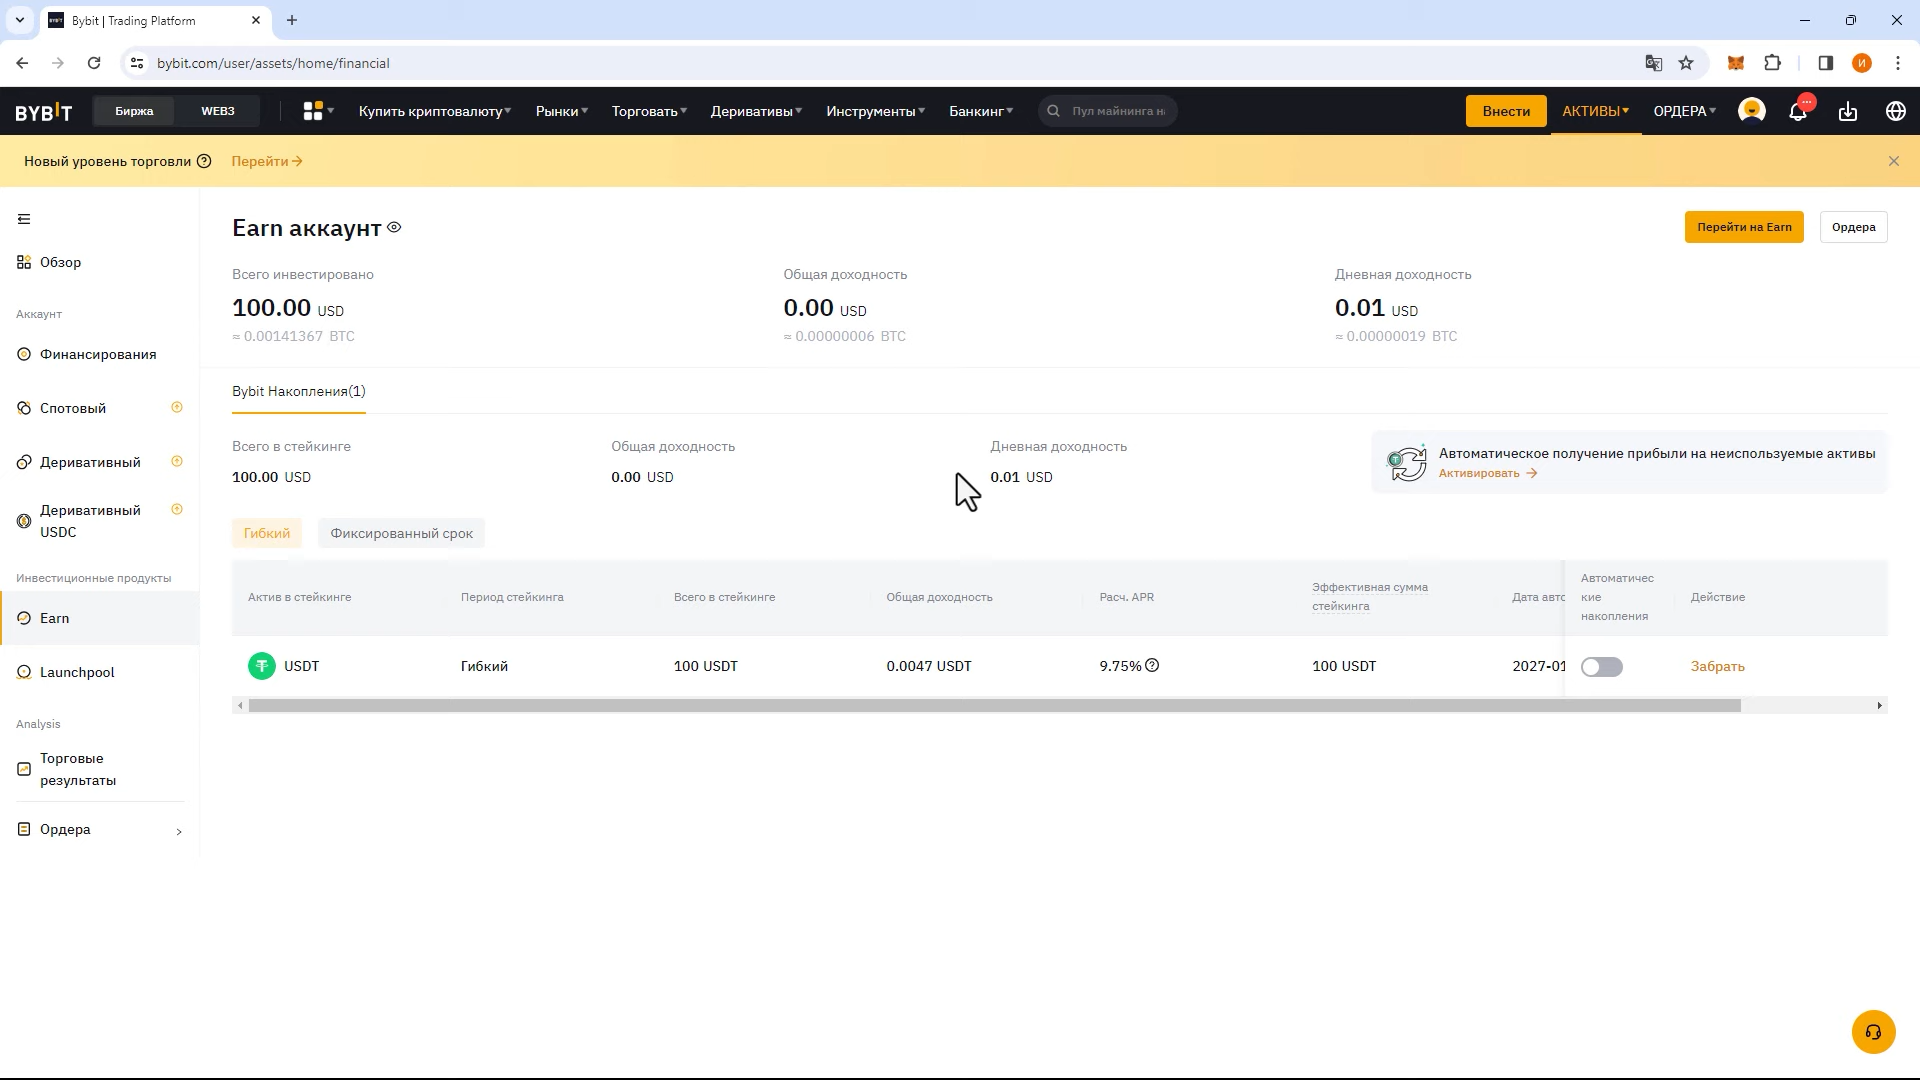 Bybit | Trading Platform
bybit.com/user/assets/home/financial
И
BYBIT
Биржа
WEB3
Купить криптовалюту
Рынки
Торговать
Деривативы
Инструменты
Банкинг
Пул майнинга н
Внести
АКТИВЫ
ОРДЕРА
Новый уровень торговли
Перейти
Обзор
Аккаунт
Финансирования
Спотовый
Деривативный
Деривативный
USDC
Инвестиционные продукты
Earn
Launchpool
Analysis
Торговые
результаты
Ордера
Earn аккаунт
Перейти на Earn
Ордера
Всего инвестировано
Общая доходность
Дневная доходность
100.00 USD
0.00 USD
0.01 USD
≈ 0.00141367 BTC
≈ 0.00000006 BTC
≈ 0.00000019 BTC
Bybit Накопления(1)
Всего в стейкинге
Общая доходность
Дневная доходность
100.00 USD
0.00 USD
0.01 USD
Автоматическое получение прибыли на неиспользуемые активы
Активировать
Гибкий
Фиксированный срок
Актив в стейкинге
Период стейкинга
Всего в стейкинге
Общая доходность
Расч. APR
Эффективная сумма
стейкинга
Дата авто
Автоматичес
кие
накопления
Действие
USDT
Гибкий
100 USDT
0.0047 USDT
9.75%
100 USDT
2027-01
Забрать